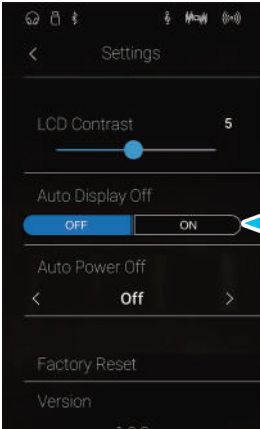 Settings
LCD Contrast 5
Auto Display Off
OFF ON
Auto Power Off
< Off >
Factory Reset
Version